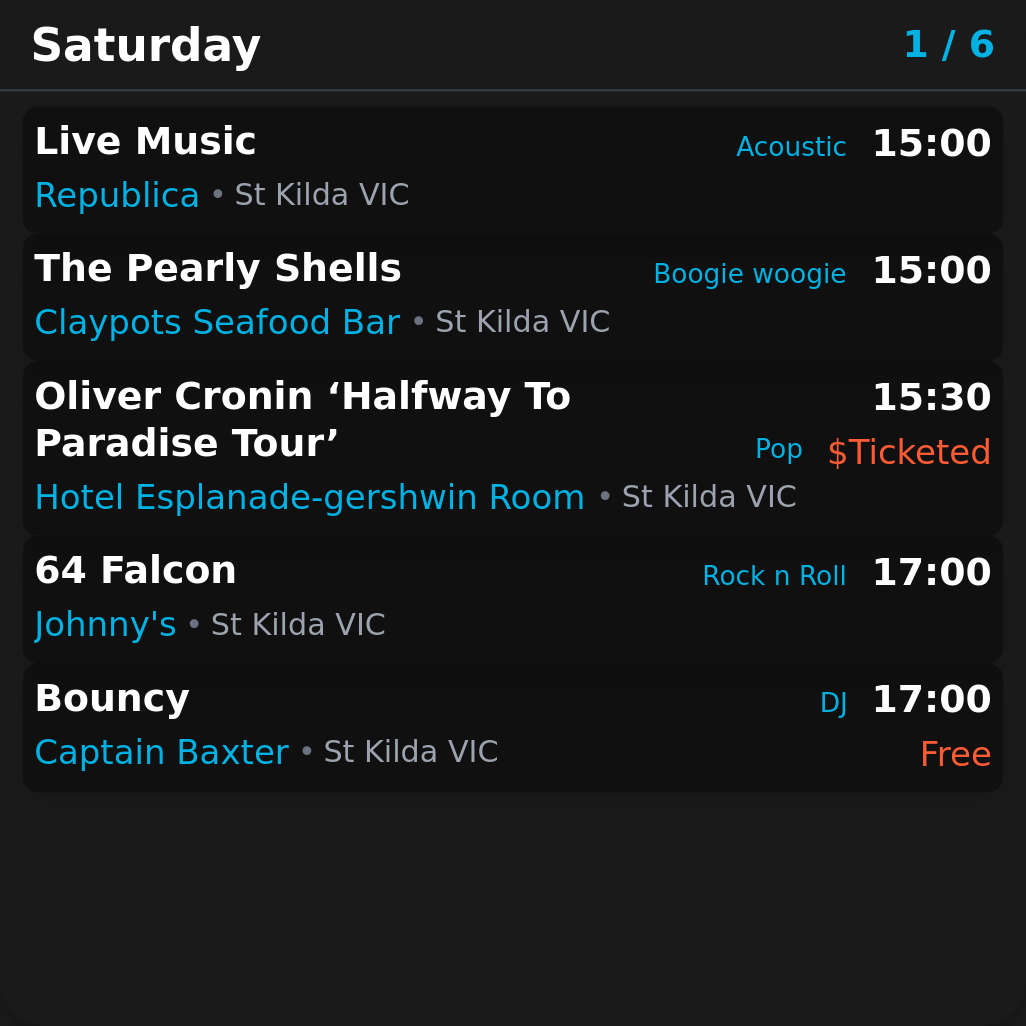 Saturday 1 / 6
Live Music Acoustic 15:00
Republica • St Kilda VIC
The Pearly Shells Boogie woogie 15:00
Claypots Seafood Bar • St Kilda VIC
Oliver Cronin ‘Halfway To 15:30
Paradise Tour’ Pop $Ticketed
Hotel Esplanade-gershwin Room • St Kilda VIC
64 Falcon Rock n Roll 17:00
Johnny's • St Kilda VIC
Bouncy DJ 17:00
Captain Baxter • St Kilda VIC Free